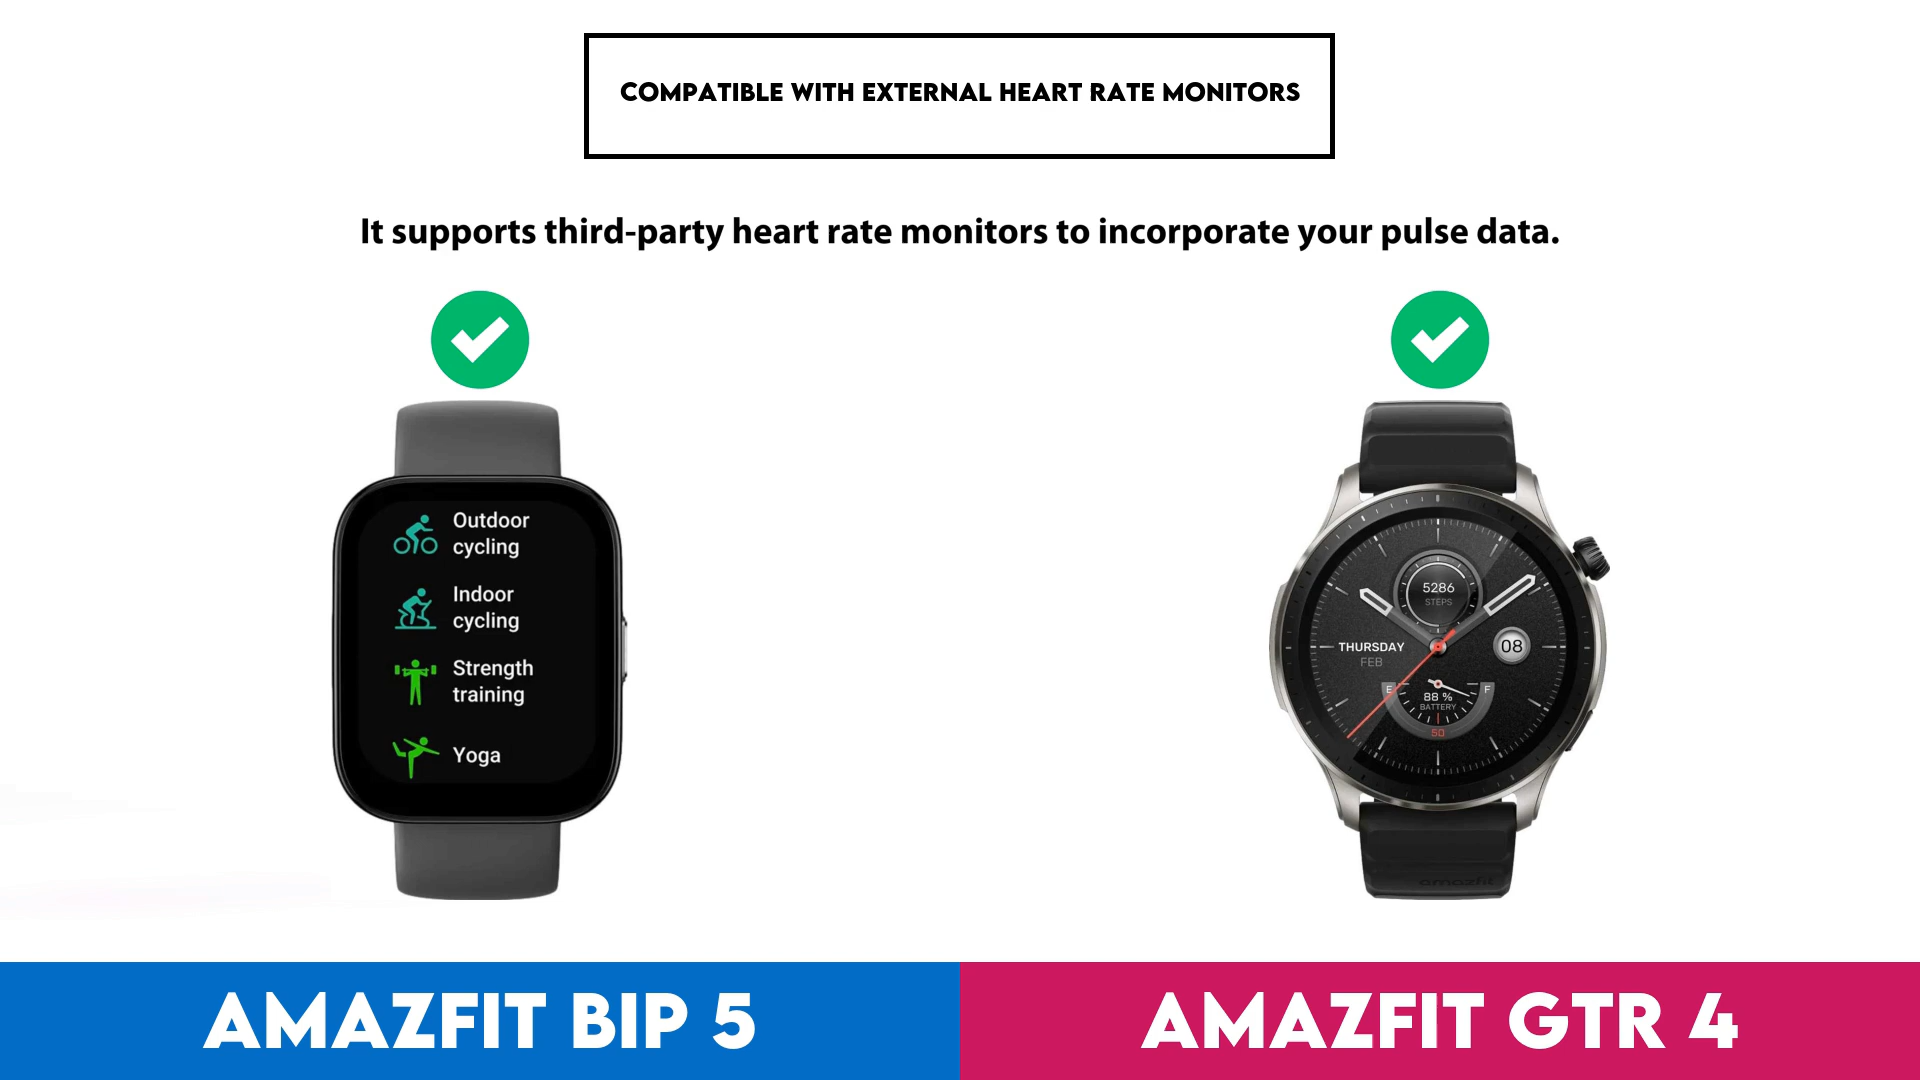 COMPATIBLE WITH EXTERNAL HEART RATE MONITORS
It supports third-party heart rate monitors to incorporate your pulse data.
Outdoor
cycling
Indoor
cycling
Strength
training
Yoga
5286
STEPS
THURSDAY
FEB
08
E
F
88 %
BATTERY
50
amazfit
AMAZFIT BIP 5
AMAZFIT GTR 4